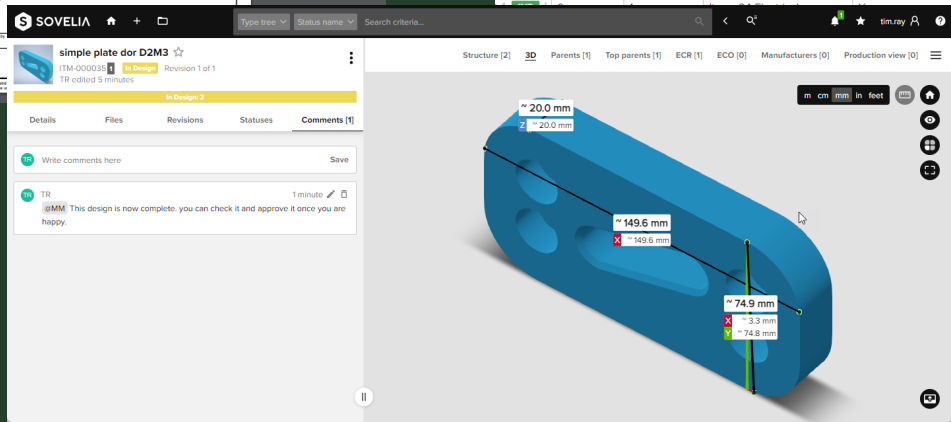 SOVELIA
Type tree
Status name
Search criteria...
1
tim.ray
simple plate dor D2M3
ITM-000035 1 In Design Revision 1 of 1
TR edited 5 minutes
In Design: 2
Details Files Revisions Statuses Comments [1]
TR Write comments here Save
TR TR 1 minute
@MM This design is now complete. you can check it and approve it once you are
happy.
Structure [2] 3D Parents [1] Top parents [1] ECR [1] ECO [0] Manufacturers [0] Production view [0]
m cm mm in feet
~ 20.0 mm
Z ~ 20.0 mm
~ 149.6 mm
X ~ 149.6 mm
~ 74.9 mm
X ~ 3.3 mm
Y ~ 74.8 mm